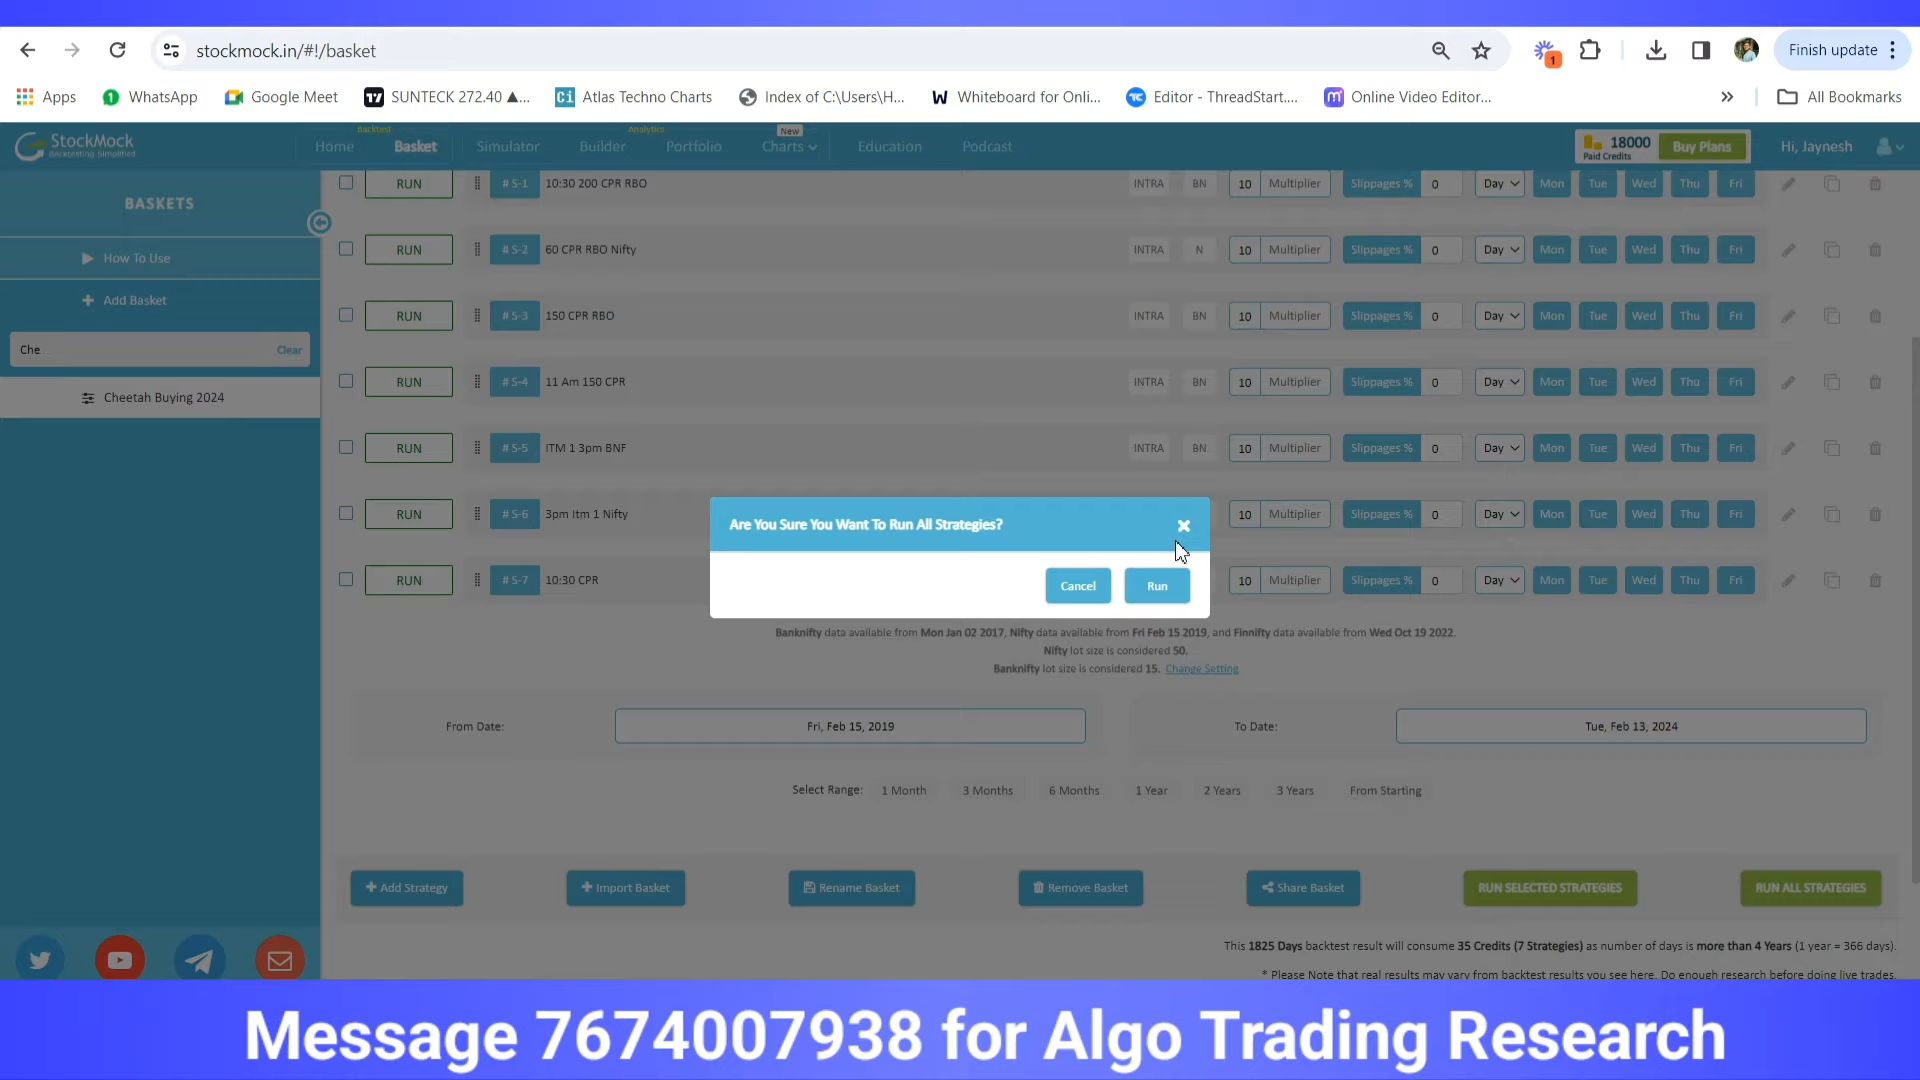 stockmock.in/#!/basket
1
Finish update
Apps
WhatsApp
Google Meet
SUNTECK 272.40 ▲...
Atlas Techno Charts
Index of C:\Users\H...
Whiteboard for Onli...
Editor - ThreadStart....
Online Video Editor...
»
All Bookmarks
StockMock
Backtesting Simplified
Home
Backtest
Basket
Simulator
Builder
Analytics
Portfolio
New
Charts
Education
Podcast
18000
Paid Credits
Buy Plans
Hi, Jaynesh
BASKETS
How To Use
Add Basket
Che
Clear
Cheetah Buying 2024
RUN # S-1 10:30 200 CPR RBO INTRA BN 10 Multiplier Slippages % 0 Day Mon Tue Wed Thu Fri
RUN # S-2 60 CPR RBO Nifty INTRA N 10 Multiplier Slippages % 0 Day Mon Tue Wed Thu Fri
RUN # S-3 150 CPR RBO INTRA BN 10 Multiplier Slippages % 0 Day Mon Tue Wed Thu Fri
RUN # S-4 11 Am 150 CPR INTRA BN 10 Multiplier Slippages % 0 Day Mon Tue Wed Thu Fri
RUN # S-5 ITM 1 3pm BNF INTRA BN 10 Multiplier Slippages % 0 Day Mon Tue Wed Thu Fri
RUN # S-6 3pm Itm 1 Nifty 10 Multiplier Slippages % 0 Day Mon Tue Wed Thu Fri
RUN # S-7 10:30 CPR 10 Multiplier Slippages % 0 Day Mon Tue Wed Thu Fri
Are You Sure You Want To Run All Strategies?
Cancel
Run
Banknifty data available from Mon Jan 02 2017, Nifty data available from Fri Feb 15 2019, and Finnifty data available from Wed Oct 19 2022.
Nifty lot size is considered 50.
Banknifty lot size is considered 15. Change Setting
From Date: Fri, Feb 15, 2019 To Date: Tue, Feb 13, 2024
Select Range: 1 Month 3 Months 6 Months 1 Year 2 Years 3 Years From Starting
Add Strategy
Import Basket
Rename Basket
Remove Basket
Share Basket
RUN SELECTED STRATEGIES
RUN ALL STRATEGIES
This 1825 Days backtest result will consume 35 Credits (7 Strategies) as number of days is more than 4 Years (1 year = 366 days).
* Please Note that real results may vary from backtest results you see here. Do enough research before doing live trades.
Message 7674007938 for Algo Trading Research